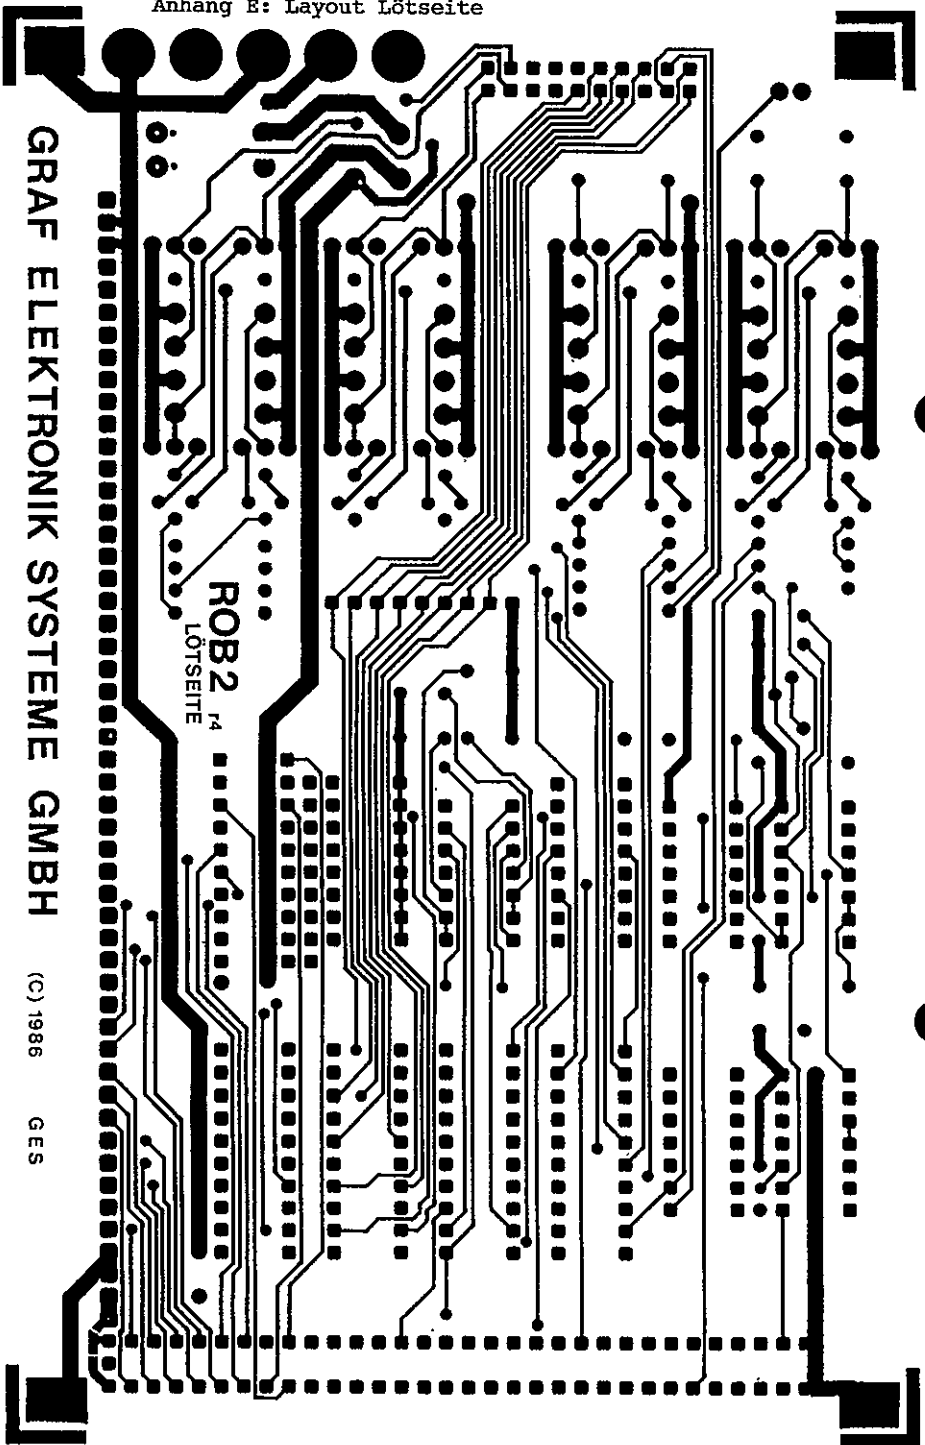 Anhang E: Layout Lötseite
GRAF ELEKTRONIK SYSTEME GMBH (C) 1986 GES
ROB2 r4
LÖTSEITE